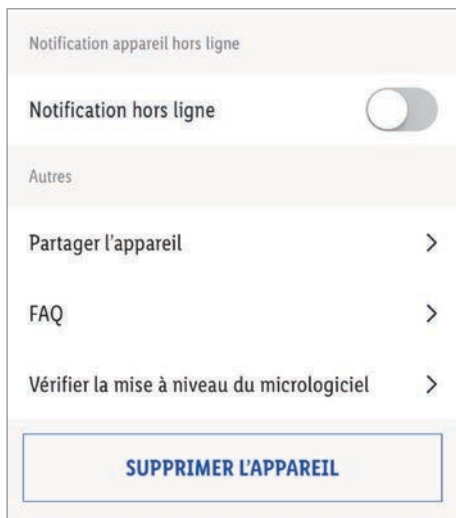 Notification appareil hors ligne
Notification hors ligne
Autres
Partager l'appareil
FAQ
Vérifier la mise à niveau du micrologiciel
SUPPRIMER L'APPAREIL